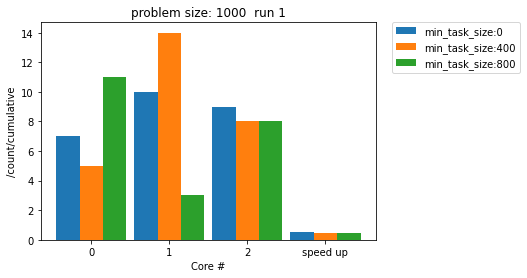 problem size: 1000  run 1
min_task_size:0
min_task_size:400
min_task_size:800
/count/cumulative
14
12
10
8
6
4
2
0
0 1 2 speed up
Core #